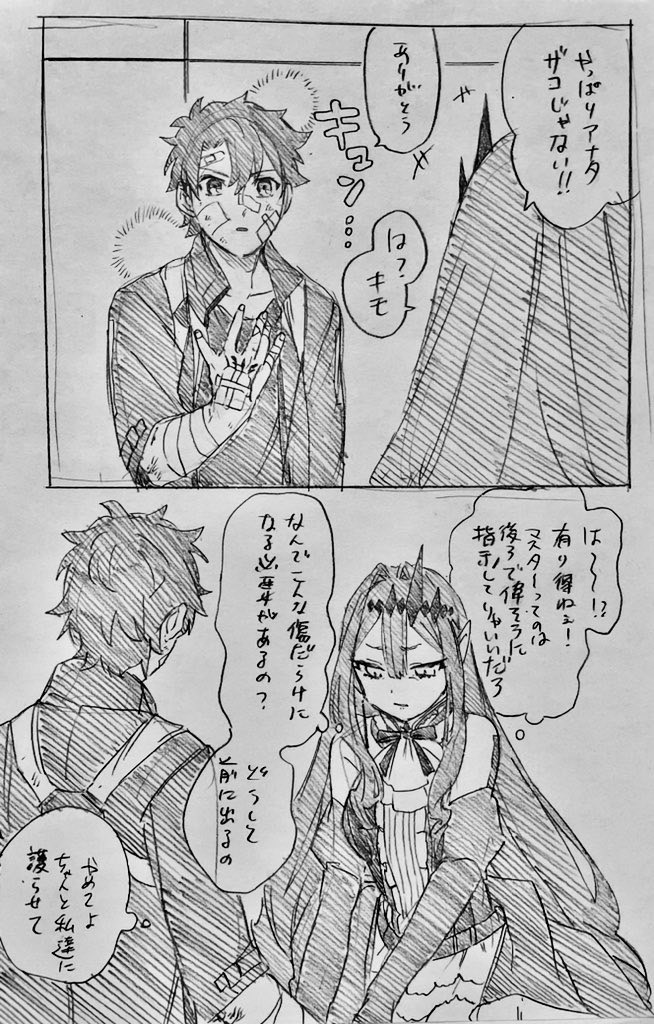 やっぱりアナタ
ザコじゃない!!
ありがとう
キュン…
は?
キモ
は〜〜!?
有り得ねぇ!
マスターってのは
後ろで偉そうに
指示してりゃいいだろ
なんでこんな傷だらけに
なる必要があるの?
どうして
前に出るの
やめてよ
ちゃんと私達に
護らせて